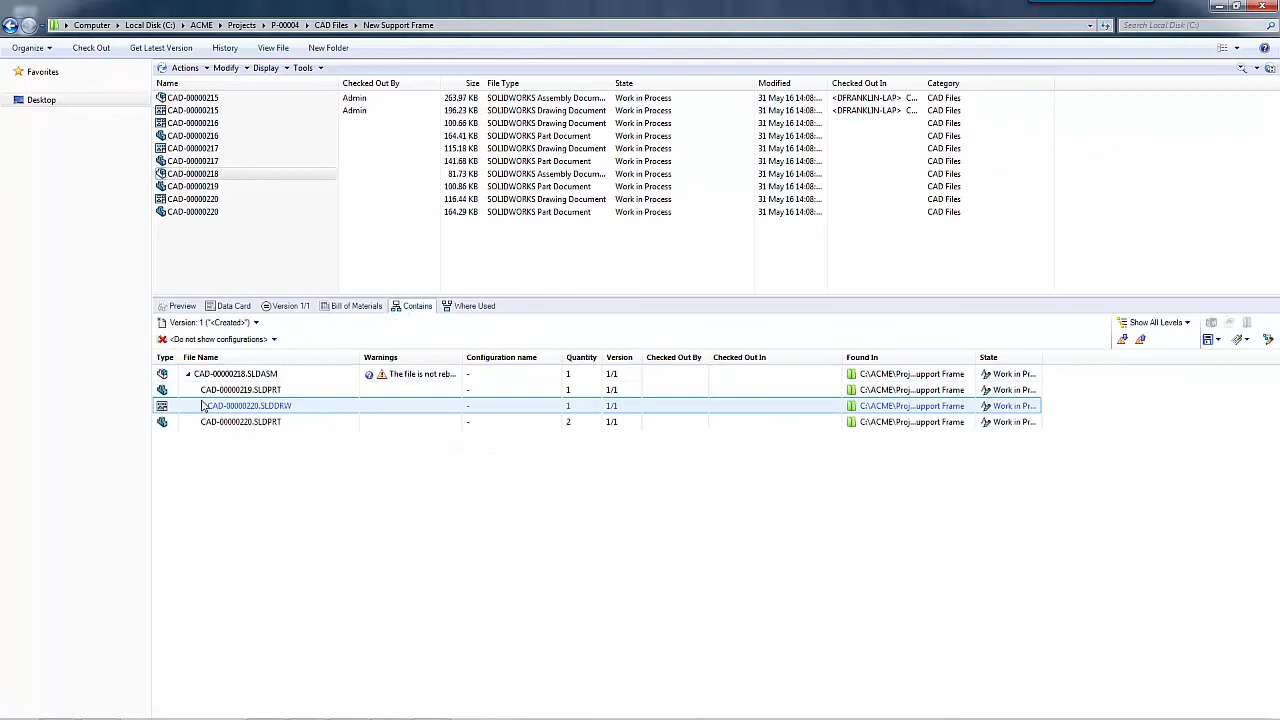 Computer ▸ Local Disk (C:) ▸ ACME ▸ Projects ▸ P-00004 ▸ CAD Files ▸ New Support Frame
Search Local Disk (C:)
Organize Check Out Get Latest Version History View File New Folder
Favorites
Desktop
Actions Modify Display Tools
Name Checked Out By Size File Type State Modified Checked Out In Category
CAD-00000215 Admin 263.97 KB SOLIDWORKS Assembly Docum... Work in Process 31 May 16 14:08:... <DFRANKLIN-LAP> C... CAD Files
CAD-00000215 Admin 196.23 KB SOLIDWORKS Drawing Document Work in Process 31 May 16 14:08:... <DFRANKLIN-LAP> C... CAD Files
CAD-00000216 100.66 KB SOLIDWORKS Drawing Document Work in Process 31 May 16 14:08:... CAD Files
CAD-00000216 164.41 KB SOLIDWORKS Part Document Work in Process 31 May 16 14:08:... CAD Files
CAD-00000217 115.18 KB SOLIDWORKS Drawing Document Work in Process 31 May 16 14:08:... CAD Files
CAD-00000217 141.68 KB SOLIDWORKS Part Document Work in Process 31 May 16 14:08:... CAD Files
CAD-00000218 81.73 KB SOLIDWORKS Assembly Docum... Work in Process 31 May 16 14:08:... CAD Files
CAD-00000219 100.86 KB SOLIDWORKS Part Document Work in Process 31 May 16 14:08:... CAD Files
CAD-00000220 116.44 KB SOLIDWORKS Drawing Document Work in Process 31 May 16 14:08:... CAD Files
CAD-00000220 164.29 KB SOLIDWORKS Part Document Work in Process 31 May 16 14:08:... CAD Files
Preview Data Card Version 1/1 Bill of Materials Contains Where Used
Version: 1 ("<Created>") Show All Levels
<Do not show configurations>
Type File Name Warnings Configuration name Quantity Version Checked Out By Checked Out In Found In State
CAD-00000218.SLDASM The file is not reb... - 1 1/1 C:\ACME\Proj...upport Frame Work in Pr...
CAD-00000219.SLDPRT - 1 1/1 C:\ACME\Proj...upport Frame Work in Pr...
CAD-00000220.SLDDRW - 1 1/1 C:\ACME\Proj...upport Frame Work in Pr...
CAD-00000220.SLDPRT - 2 1/1 C:\ACME\Proj...upport Frame Work in Pr...